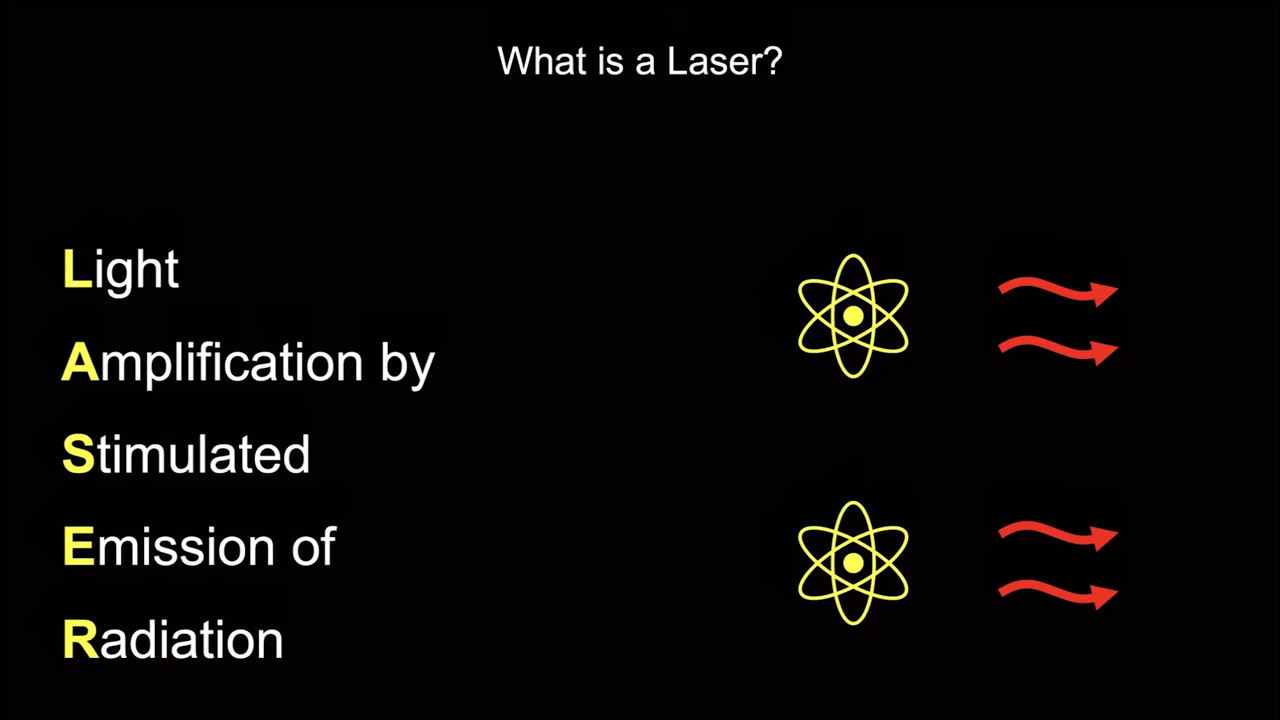 What is a Laser?
Light
Amplification by
Stimulated
Emission of
Radiation